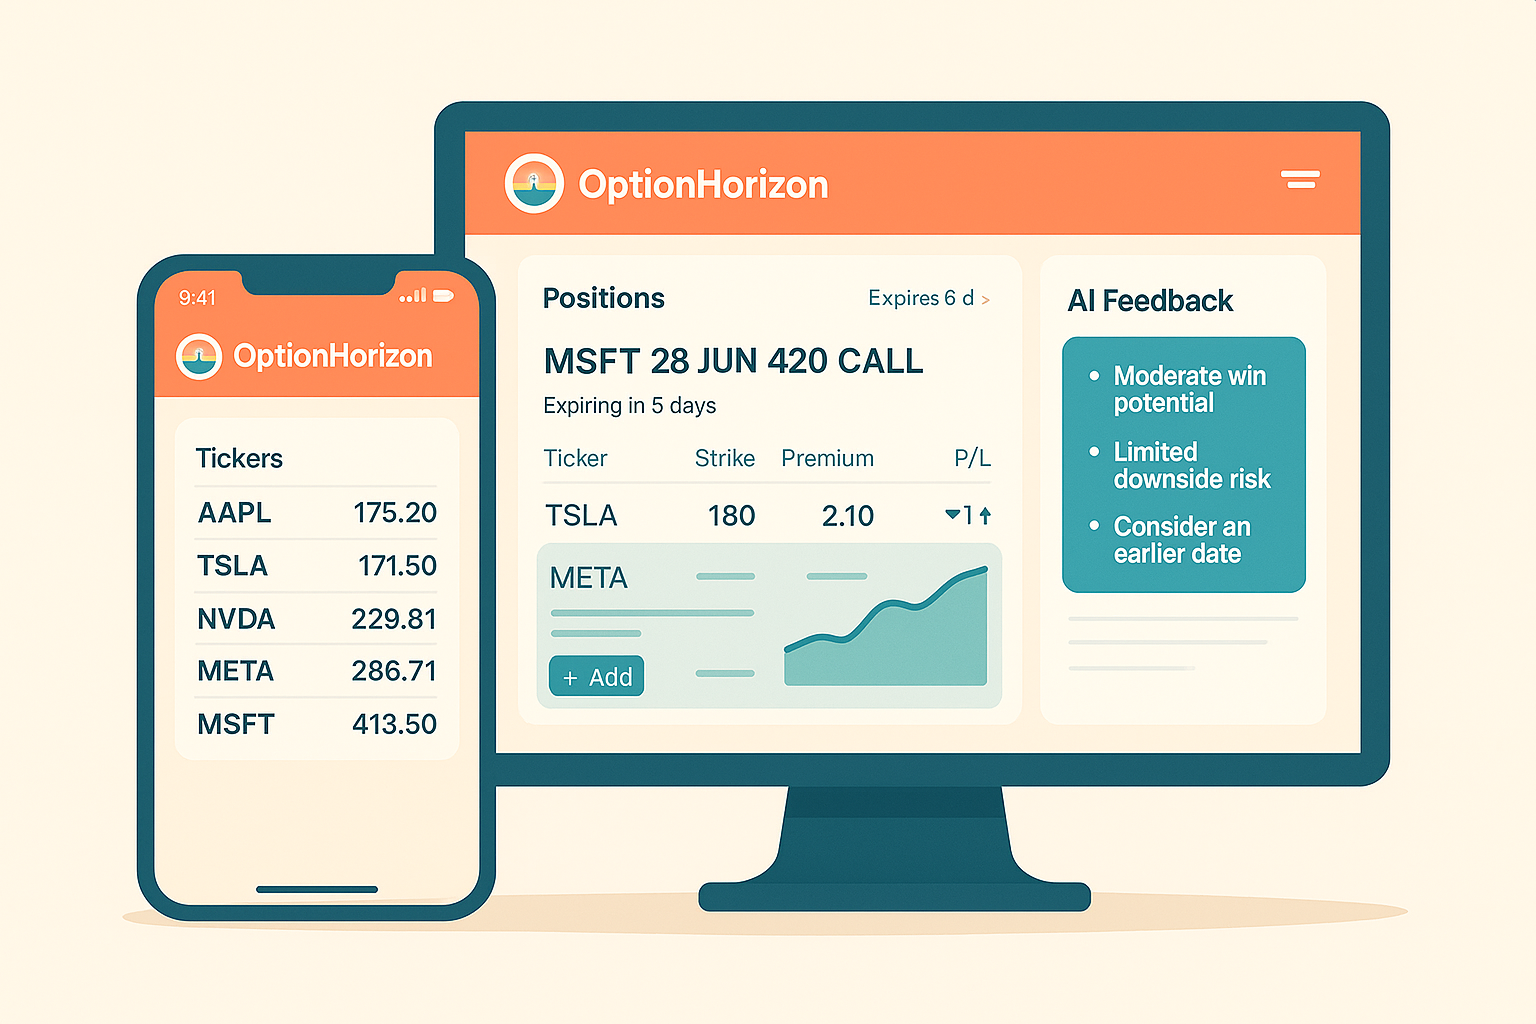 9:41
OptionHorizon
Tickers
AAPL 175.20
TSLA 171.50
NVDA 229.81
META 286.71
MSFT 413.50
OptionHorizon
Positions Expires 6 d >
MSFT 28 JUN 420 CALL
Expiring in 5 days
Ticker Strike Premium P/L
TSLA 180 2.10 ▾1↑
META
+ Add
AI Feedback
• Moderate win
potential
• Limited
downside risk
• Consider an
earlier date